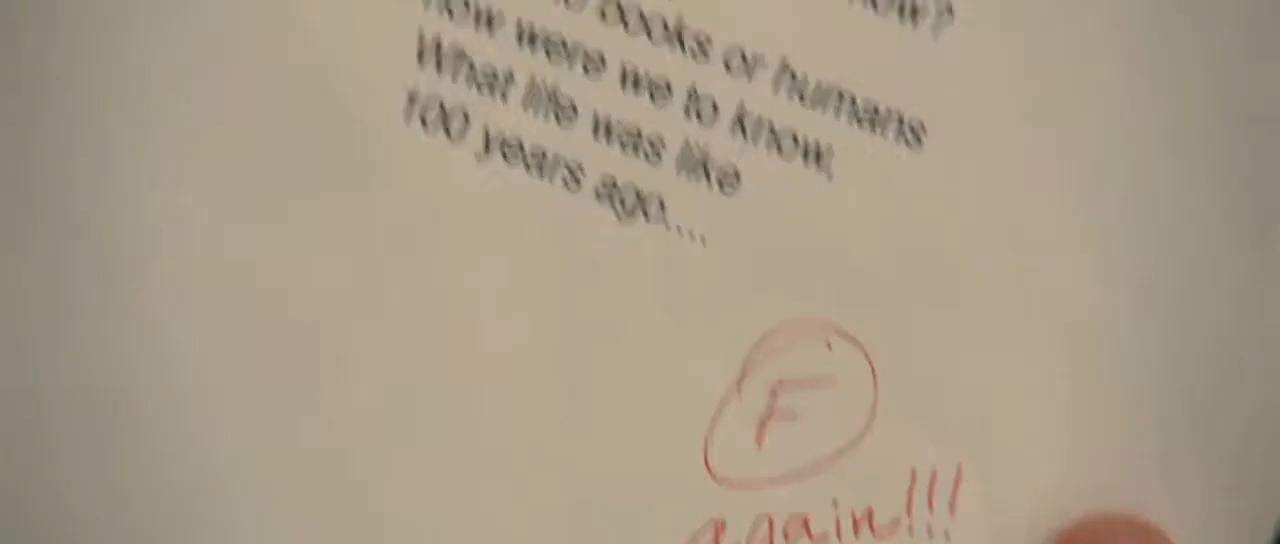 books or humans
how were we to know,
What life was like
100 years ago....
F
again!!!